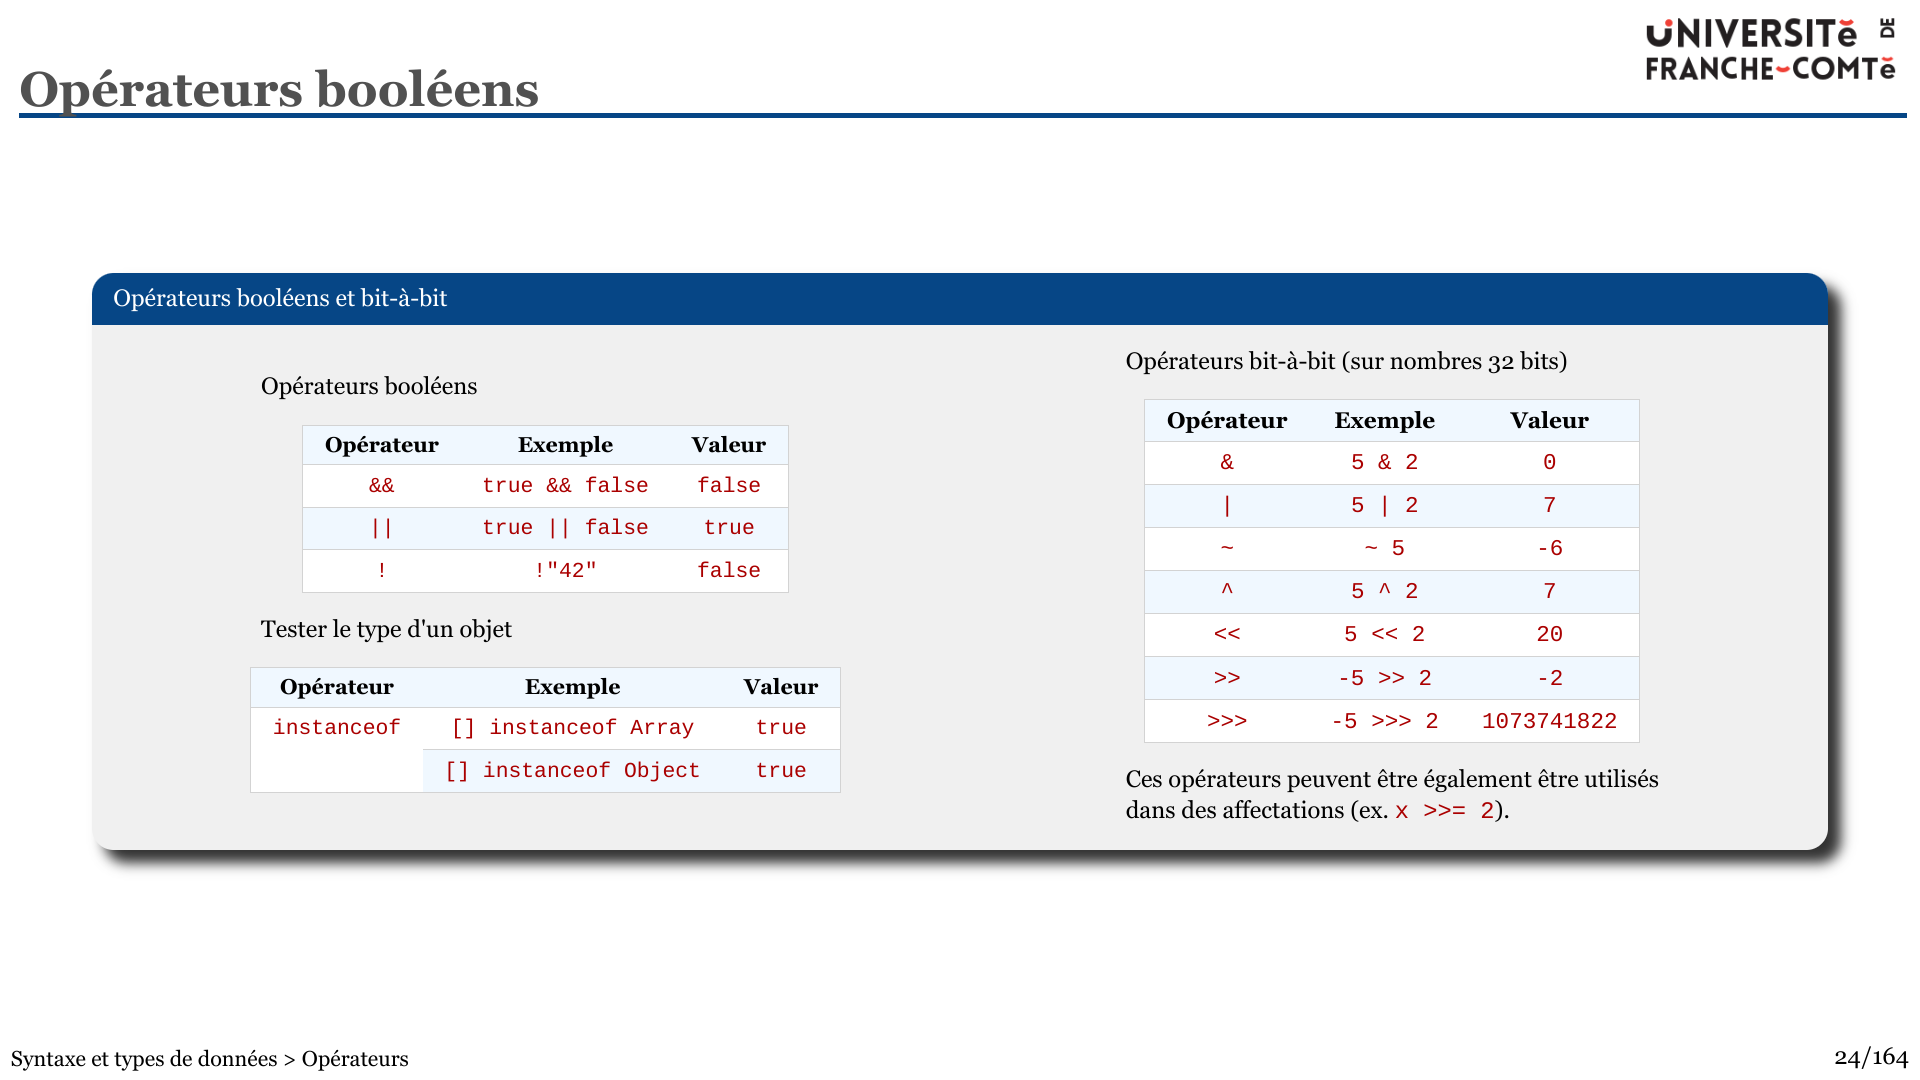 UNIVERSITĕ DE
FRANCHE-COMTĕ
Opérateurs booléens
Opérateurs booléens et bit-à-bit
Opérateurs booléens
Opérateur Exemple Valeur
&& true && false false
|| true || false true
! !"42" false
Tester le type d'un objet
Opérateur Exemple Valeur
instanceof [] instanceof Array true
[] instanceof Object true
Opérateurs bit-à-bit (sur nombres 32 bits)
Opérateur Exemple Valeur
& 5 & 2 0
| 5 | 2 7
~ ~ 5 -6
^ 5 ^ 2 7
<< 5 << 2 20
>> -5 >> 2 -2
>>> -5 >>> 2 1073741822
Ces opérateurs peuvent être également être utilisés
dans des affectations (ex. x >>= 2).
Syntaxe et types de données > Opérateurs
24/164